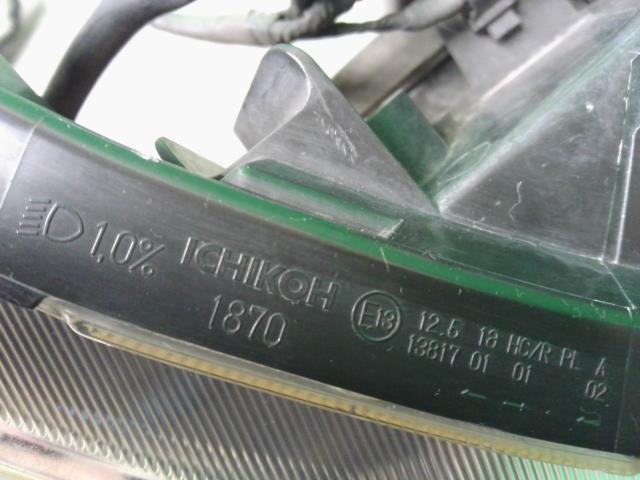 1,0% ICHIKOH
1870
E13 12.5 18 HC/R PL A
13817 01 01 02